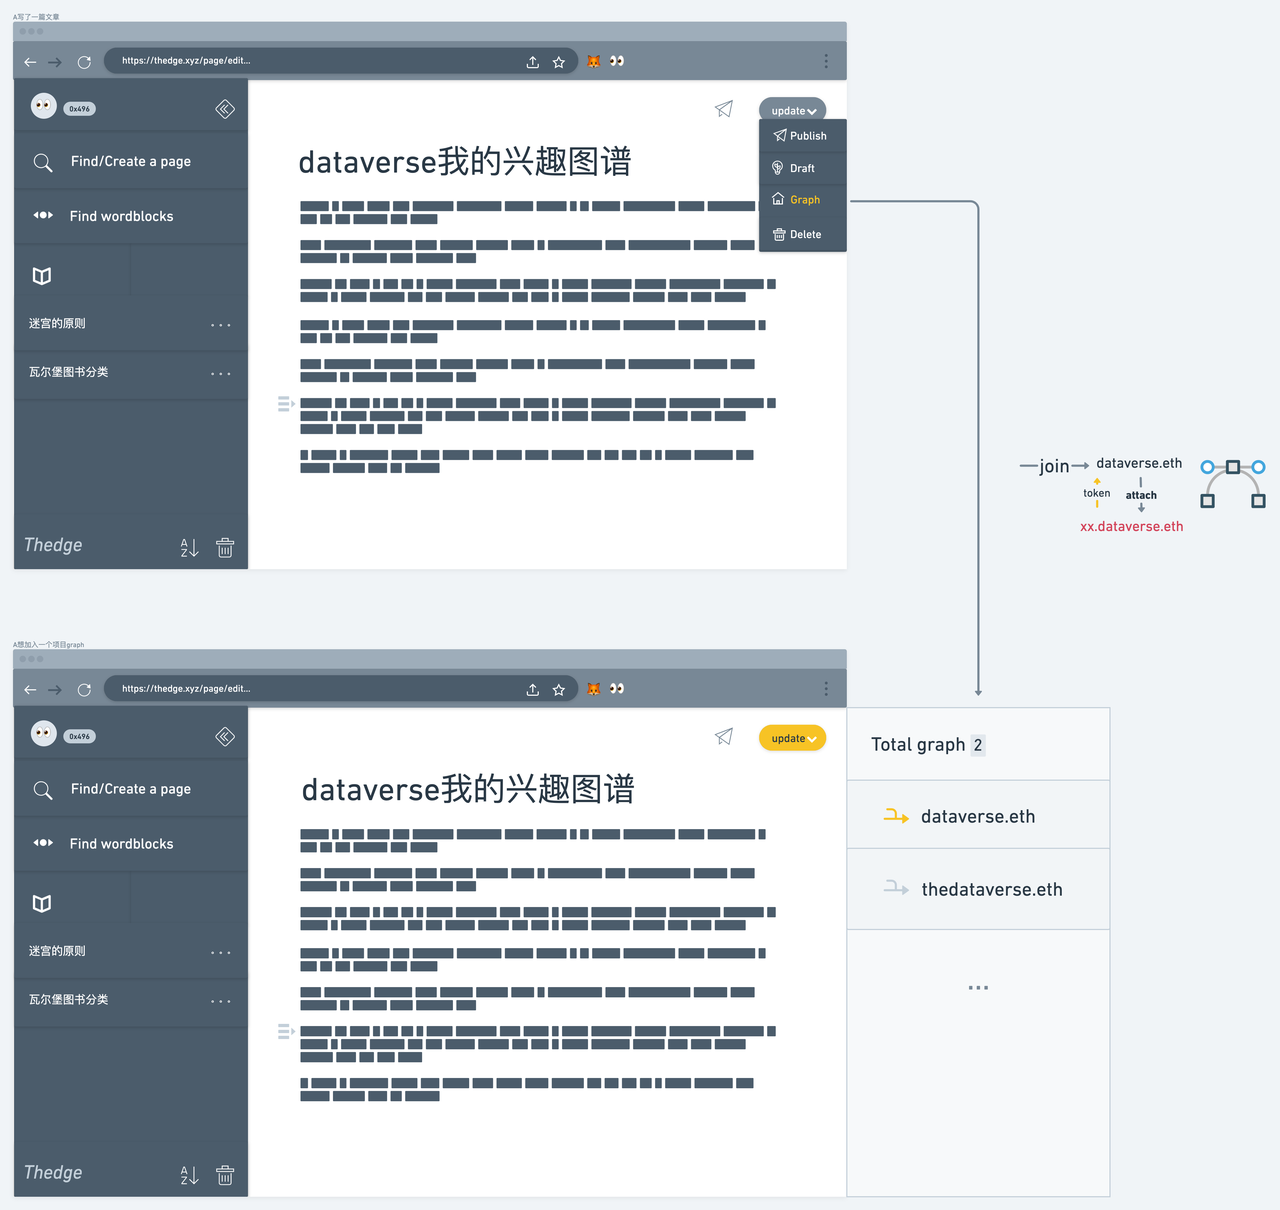 A写了一篇文章
https://thedge.xyz/page/edit...
0x496
update
Find/Create a page
Publish
dataverse我的兴趣图谱
Draft
Find wordblocks
Graph
Delete
迷宫的原则
瓦尔堡图书分类
join
dataverse.eth
token
attach
xx.dataverse.eth
Thedge
A
Z
A想加入一个项目graph
https://thedge.xyz/page/edit...
0x496
update
Total graph 2
Find/Create a page
dataverse我的兴趣图谱
dataverse.eth
Find wordblocks
thedataverse.eth
迷宫的原则
瓦尔堡图书分类
Thedge
A
Z